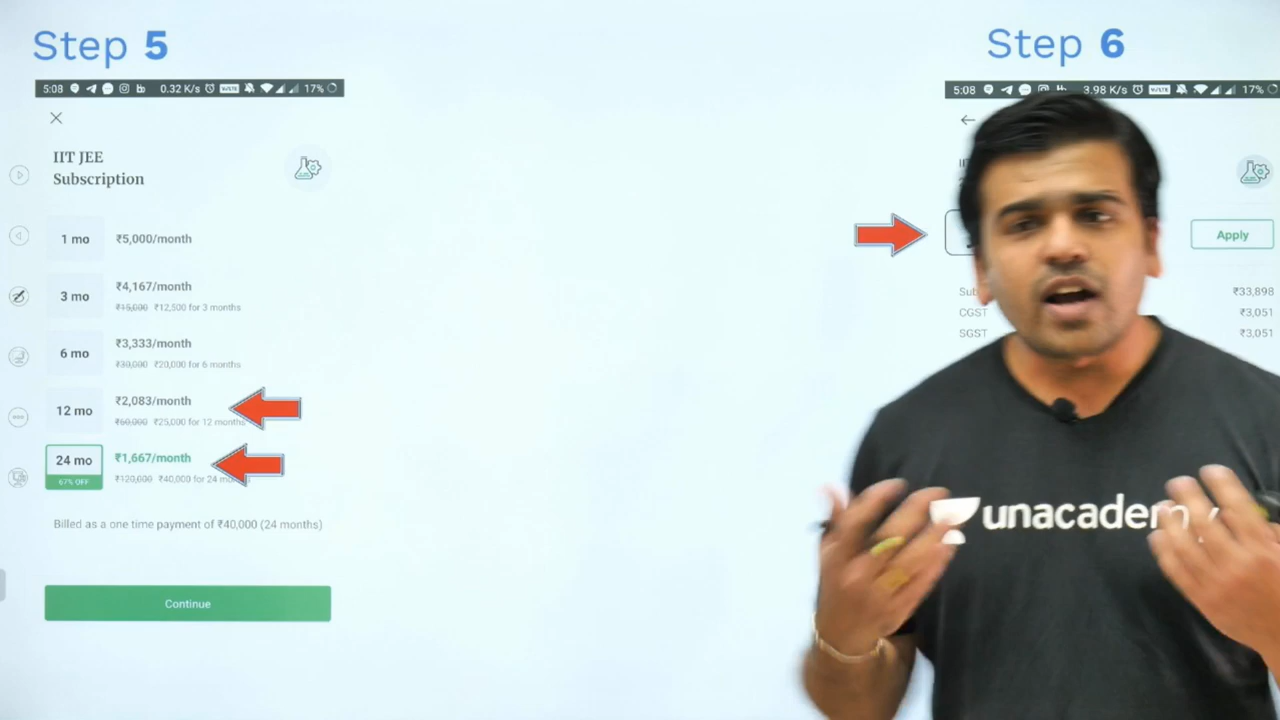 Step 5
5:08 0.32 K/s 17%
IIT JEE
Subscription
1 mo ₹5,000/month
3 mo ₹4,167/month
₹15,000 ₹12,500 for 3 months
6 mo ₹3,333/month
₹30,000 ₹20,000 for 6 months
12 mo ₹2,083/month
₹60,000 ₹25,000 for 12 months
24 mo ₹1,667/month
67% OFF ₹120,000 ₹40,000 for 24
Billed as a one time payment of ₹40,000 (24 months)
Continue
Step 6
5:08 3.98 K/s 17%
Apply
₹33,898
CGST ₹3,051
SGST ₹3,051
unacademy